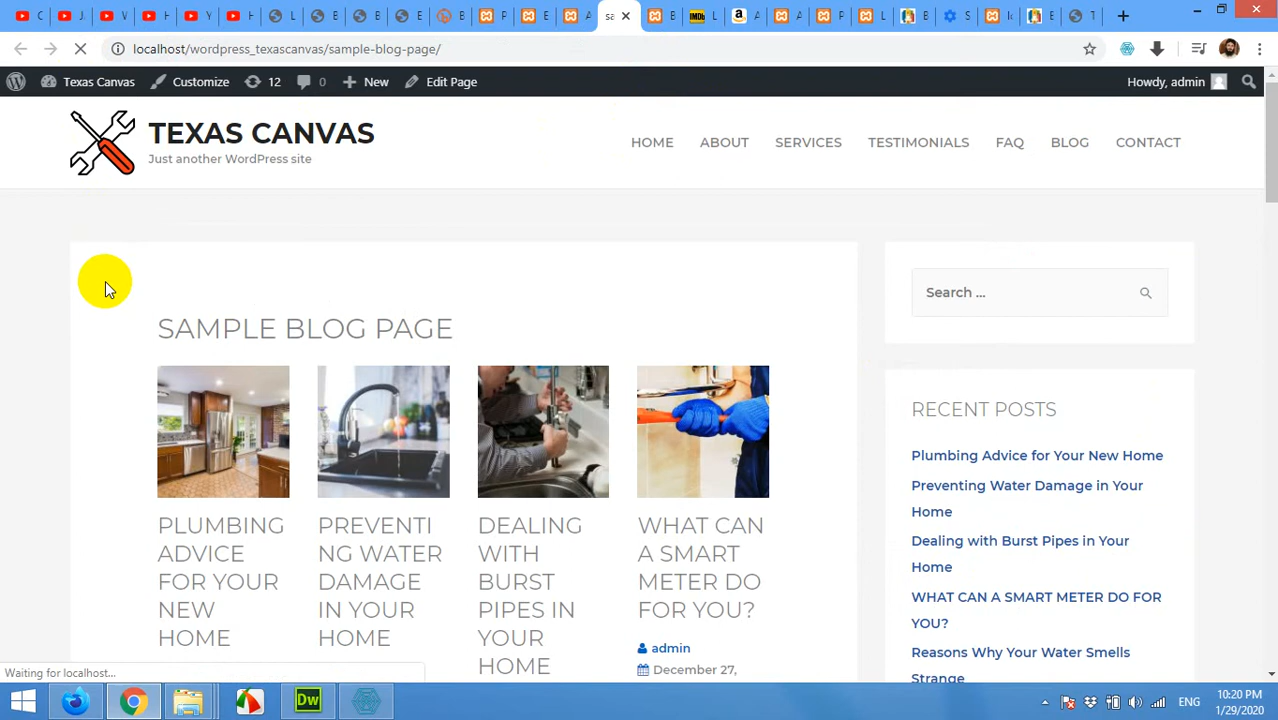 sa
localhost/wordpress_texascanvas/sample-blog-page/
Texas Canvas
Customize
12
0
New
Edit Page
Howdy, admin
TEXAS CANVAS
Just another WordPress site
HOME
ABOUT
SERVICES
TESTIMONIALS
FAQ
BLOG
CONTACT
SAMPLE BLOG PAGE
PLUMBING
ADVICE
FOR YOUR
NEW
HOME
PREVENTI
NG WATER
DAMAGE
IN YOUR
HOME
DEALING
WITH
BURST
PIPES IN
YOUR
HOME
WHAT CAN
A SMART
METER DO
FOR YOU?
admin
December 27,
Search ...
RECENT POSTS
Plumbing Advice for Your New Home
Preventing Water Damage in Your
Home
Dealing with Burst Pipes in Your
Home
WHAT CAN A SMART METER DO FOR
YOU?
Reasons Why Your Water Smells
Strange
Waiting for localhost...
Dw
ENG
10:20 PM
1/29/2020